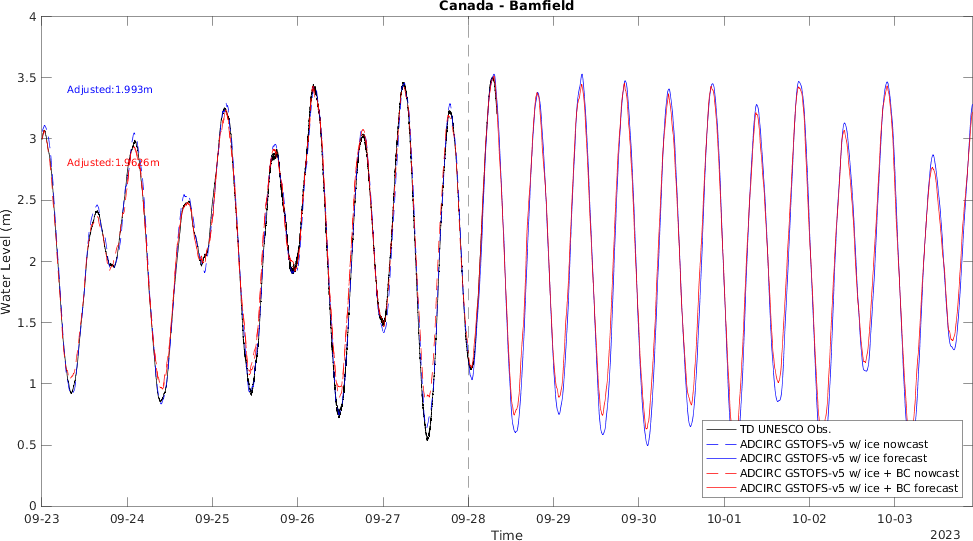 Canada - Bamfield
4
3.5
3
2.5
2
1.5
1
0.5
0
Water Level (m)
Adjusted:1.993m
Adjusted:1.9626m
TD UNESCO Obs.
ADCIRC GSTOFS-v5 w/ ice nowcast
ADCIRC GSTOFS-v5 w/ ice forecast
ADCIRC GSTOFS-v5 w/ ice + BC nowcast
ADCIRC GSTOFS-v5 w/ ice + BC forecast
09-23 09-24 09-25 09-26 09-27 09-28 09-29 09-30 10-01 10-02 10-03
Time
2023